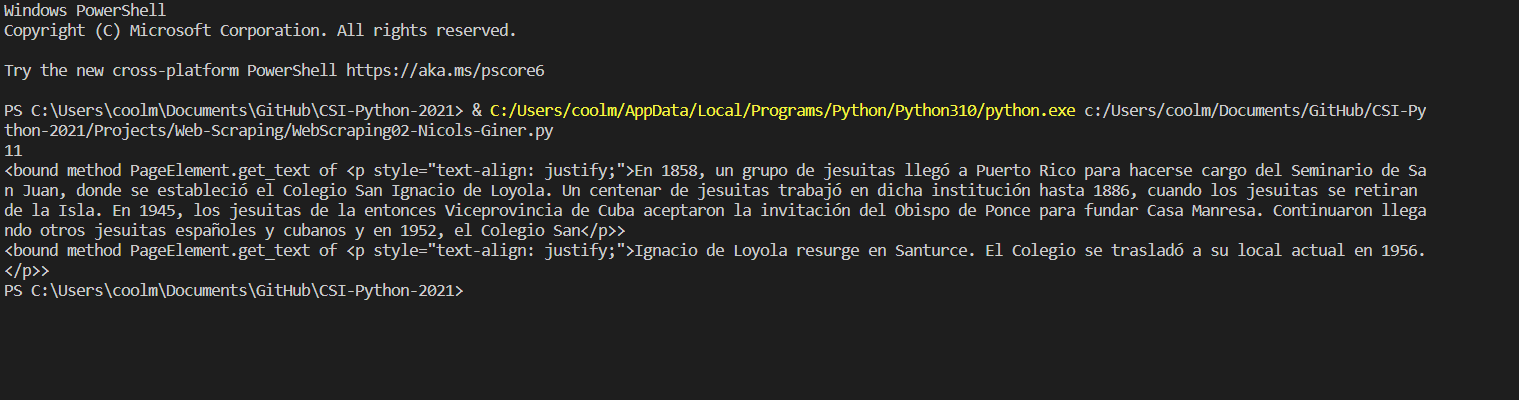 Windows PowerShell
Copyright (C) Microsoft Corporation. All rights reserved.
Try the new cross-platform PowerShell https://aka.ms/pscore6
PS C:\Users\coolm\Documents\GitHub\CSI-Python-2021> & C:/Users/coolm/AppData/Local/Programs/Python/Python310/python.exe c:/Users/coolm/Documents/GitHub/CSI-Py
thon-2021/Projects/Web-Scraping/WebScraping02-Nicols-Giner.py
11
<bound method PageElement.get_text of <p style="text-align: justify;">En 1858, un grupo de jesuitas llegó a Puerto Rico para hacerse cargo del Seminario de Sa
n Juan, donde se estableció el Colegio San Ignacio de Loyola. Un centenar de jesuitas trabajó en dicha institución hasta 1886, cuando los jesuitas se retiran
de la Isla. En 1945, los jesuitas de la entonces Viceprovincia de Cuba aceptaron la invitación del Obispo de Ponce para fundar Casa Manresa. Continuaron llega
ndo otros jesuitas españoles y cubanos y en 1952, el Colegio San</p>>
<bound method PageElement.get_text of <p style="text-align: justify;">Ignacio de Loyola resurge en Santurce. El Colegio se trasladó a su local actual en 1956.
</p>>
PS C:\Users\coolm\Documents\GitHub\CSI-Python-2021>